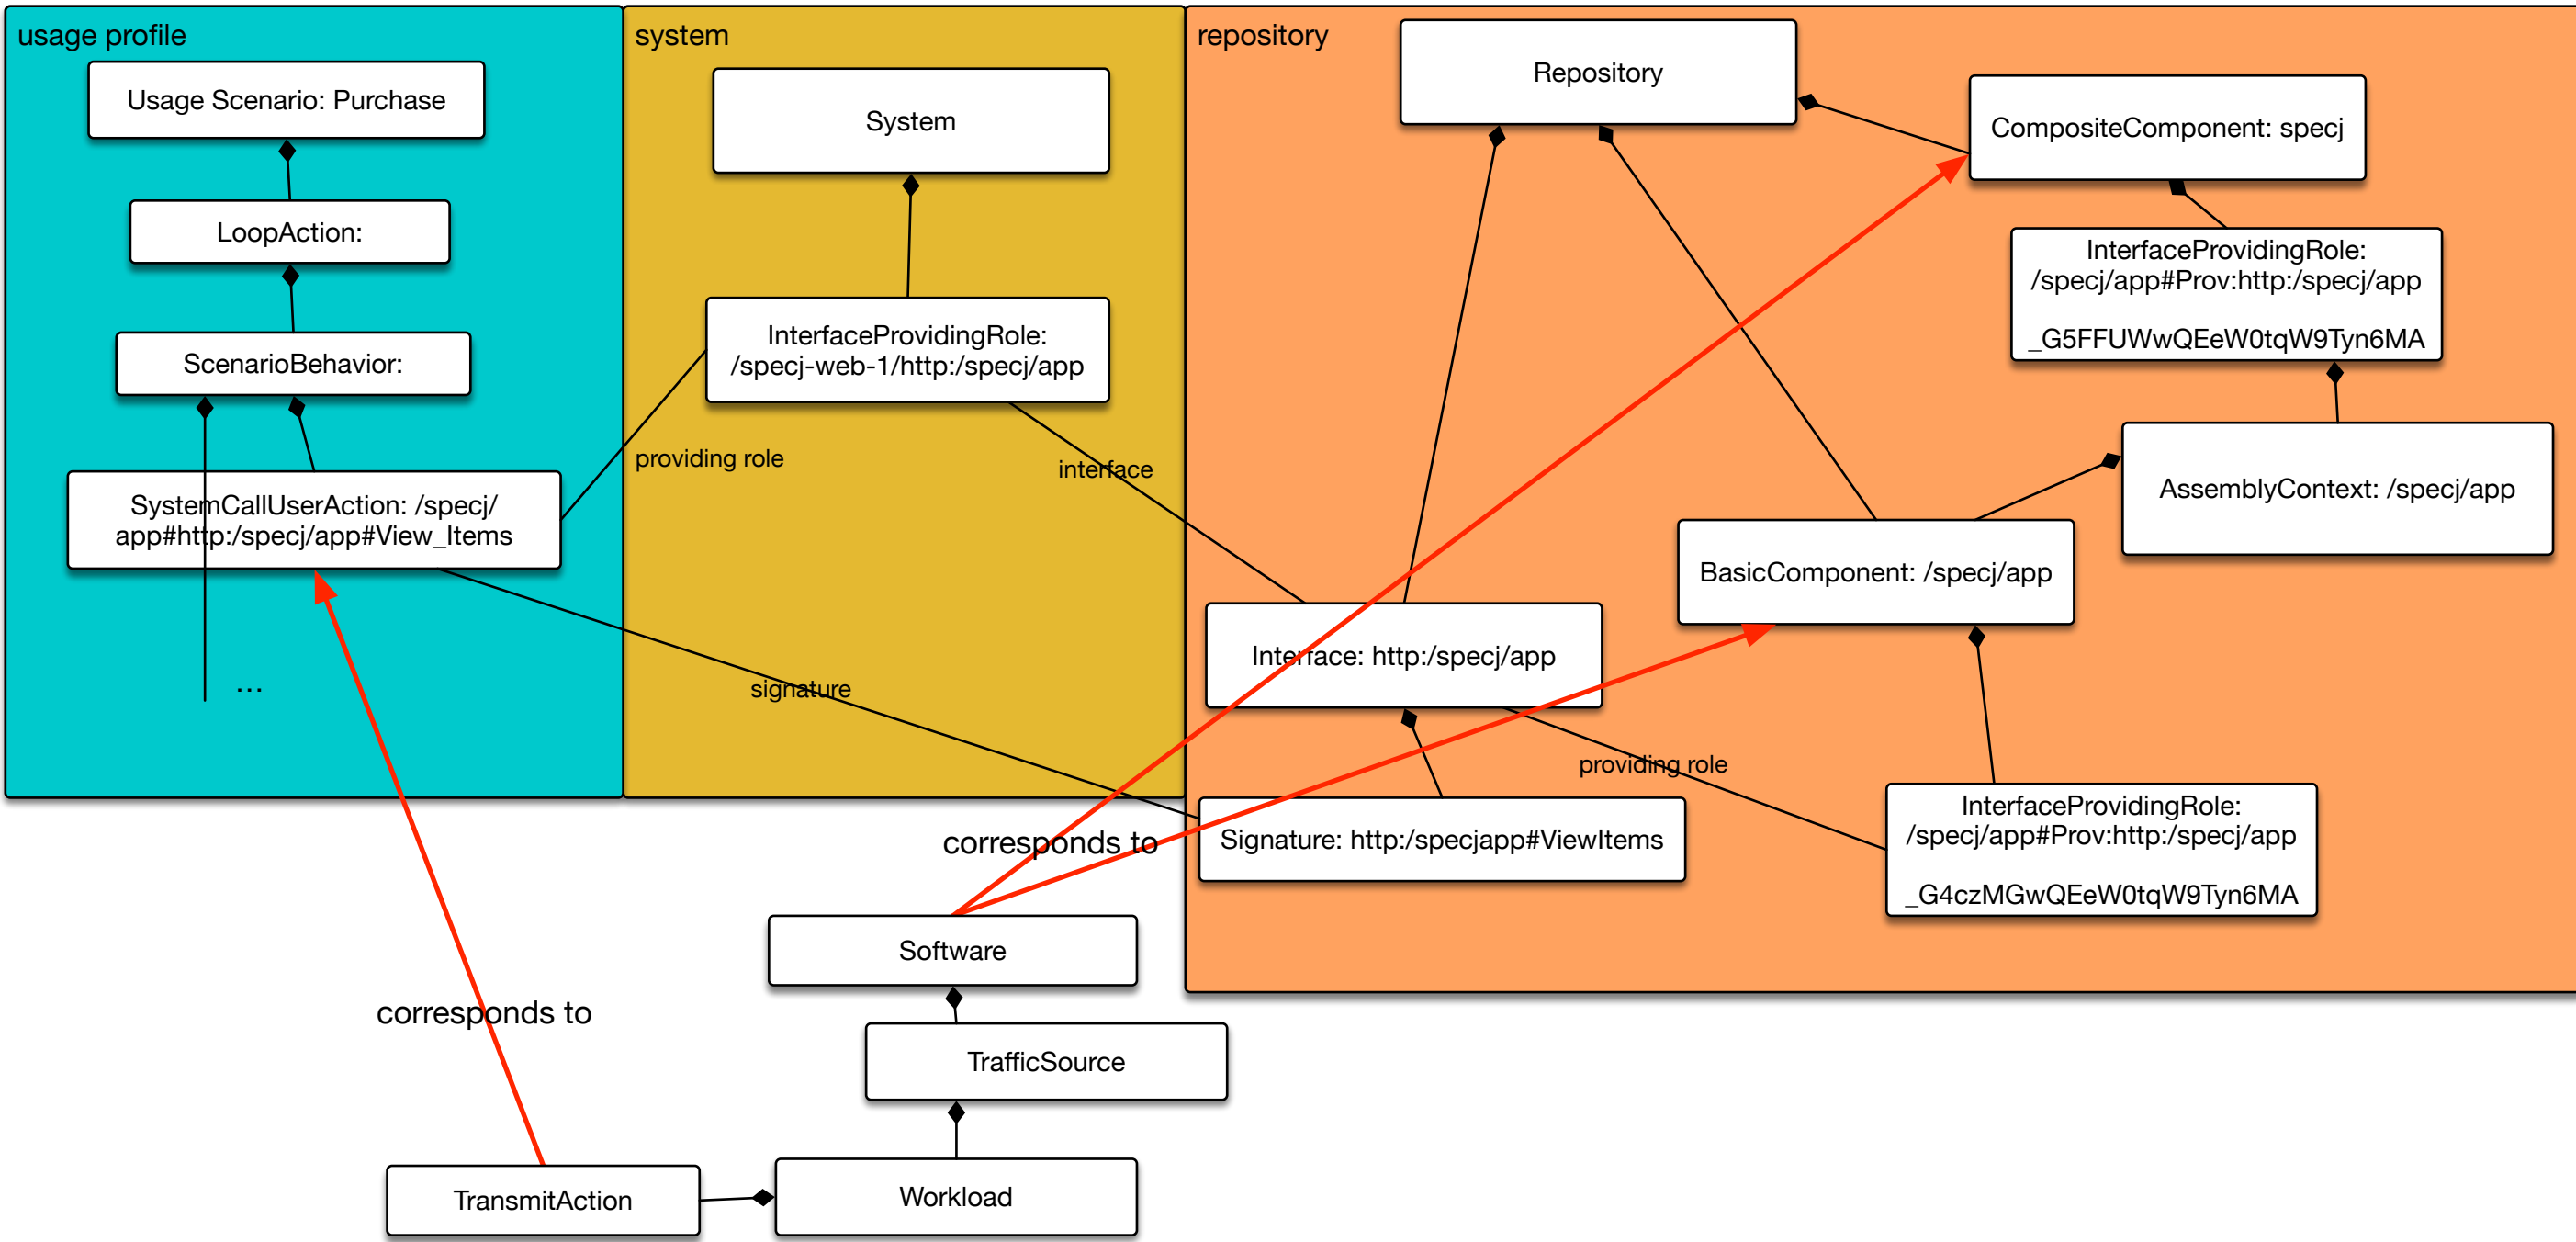 usage profile
Usage Scenario: Purchase
LoopAction:
ScenarioBehavior:
SystemCallUserAction: /specj/
app#http:/specj/app#View_Items
...
system
System
InterfaceProvidingRole:
/specj-web-1/http:/specj/app
providing role
interface
signature
repository
Repository
CompositeComponent: specj
InterfaceProvidingRole:
/specj/app#Prov:http:/specj/app
_G5FFUWwQEeW0tqW9Tyn6MA
AssemblyContext: /specj/app
BasicComponent: /specj/app
Interface: http:/specj/app
providing role
Signature: http:/specjapp#ViewItems
InterfaceProvidingRole:
/specj/app#Prov:http:/specj/app
_G4czMGwQEeW0tqW9Tyn6MA
corresponds to
Software
corresponds to
TrafficSource
TransmitAction
Workload